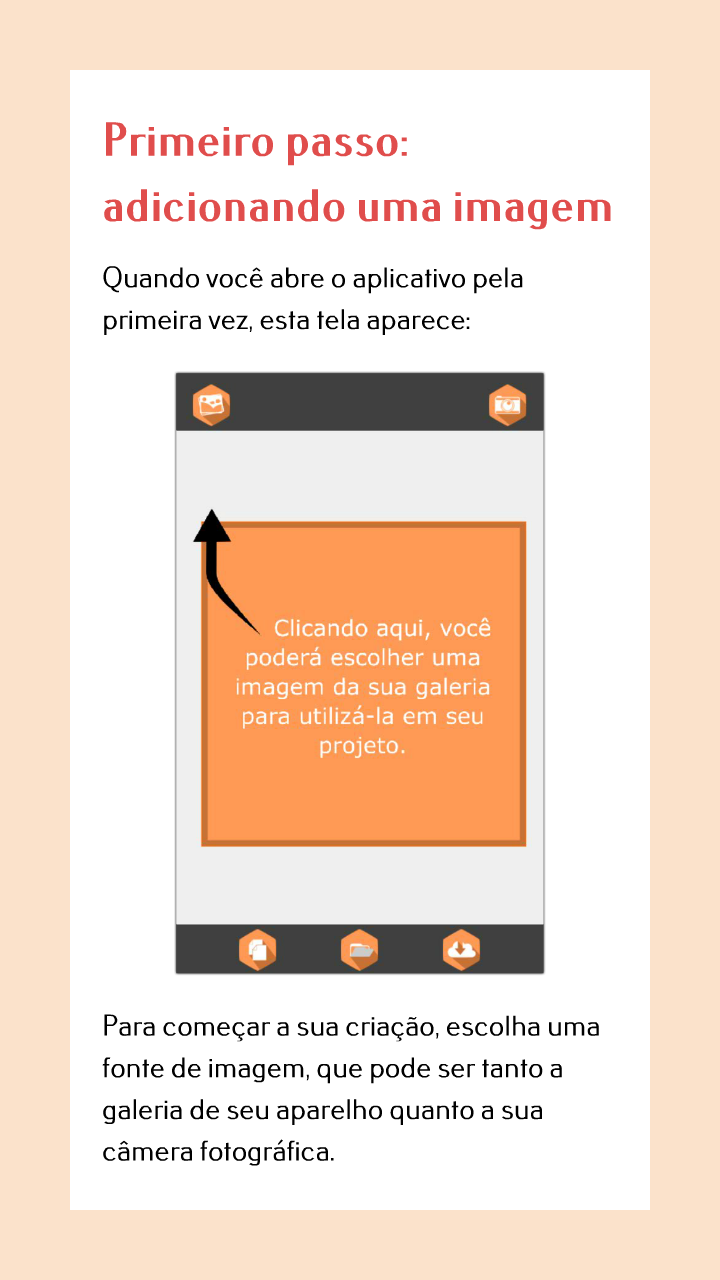 Primeiro passo:
adicionando uma imagem
Quando você abre o aplicativo pela
primeira vez, esta tela aparece:
Clicando aqui, você
poderá escolher uma
imagem da sua galeria
para utilizá-la em seu
projeto.
Para começar a sua criação, escolha uma
fonte de imagem, que pode ser tanto a
galeria de seu aparelho quanto a sua
câmera fotográfica.